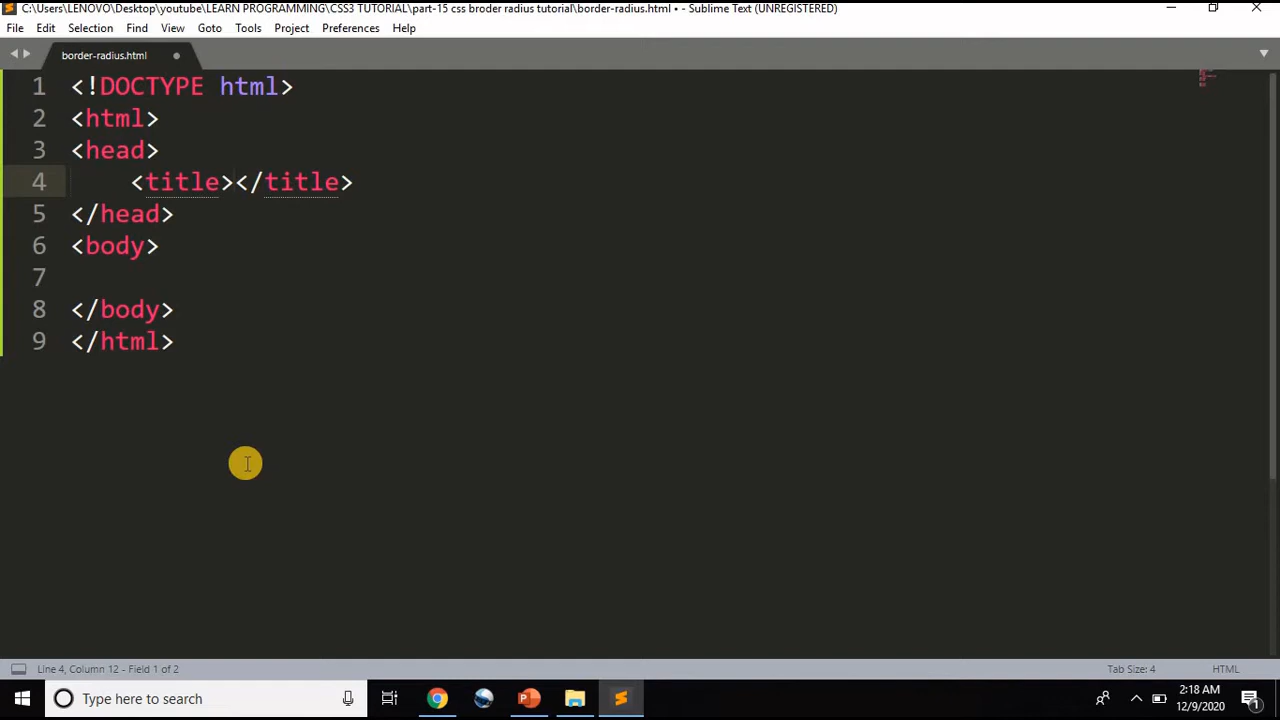 C:\Users\LENOVO\Desktop\youtube\LEARN PROGRAMMING\CSS3 TUTORIAL\part-15 css broder radius tutorial\border-radius.html • - Sublime Text (UNREGISTERED)
File Edit Selection Find View Goto Tools Project Preferences Help
border-radius.html
1 <!DOCTYPE html>
2 <html>
3 <head>
4 <title></title>
5 </head>
6 <body>
7
8 </body>
9 </html>
Line 4, Column 12 - Field 1 of 2 Tab Size: 4 HTML
Type here to search
2:18 AM
12/9/2020
1